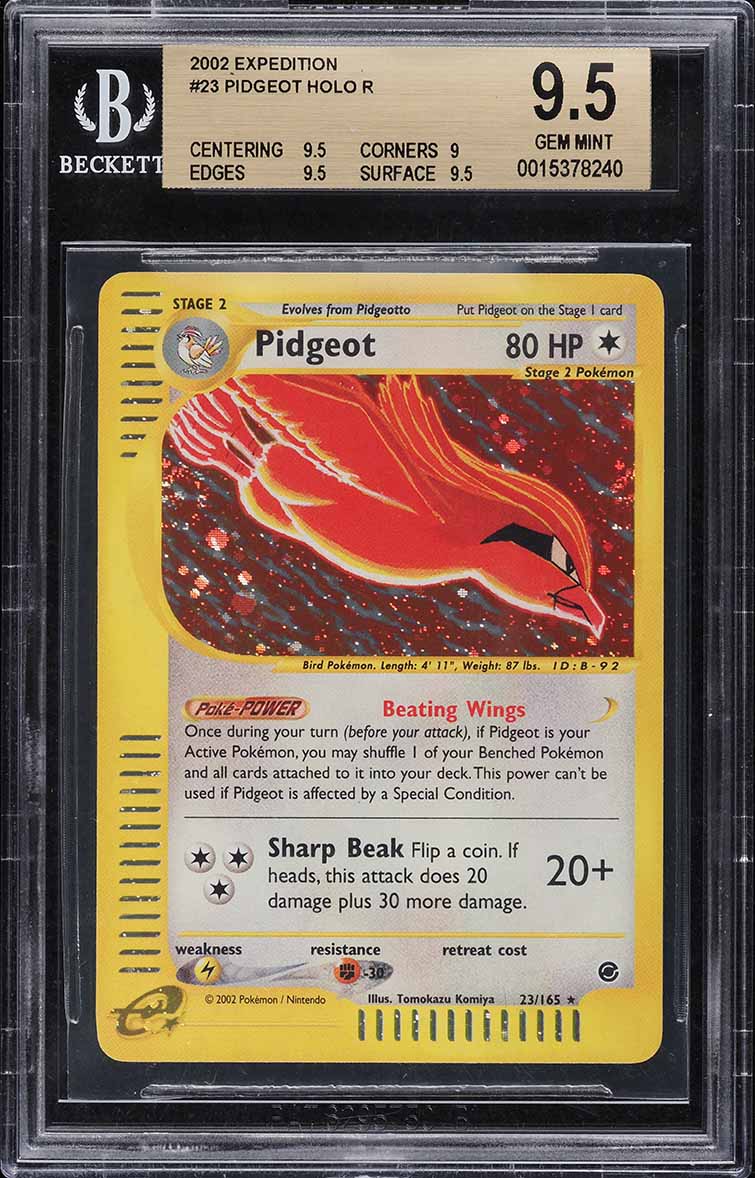 2002 EXPEDITION
#23 PIDGEOT HOLO R
9.5
GEM MINT
0015378240
CENTERING 9.5 CORNERS 9
EDGES 9.5 SURFACE 9.5
B
BECKETT
STAGE 2
Evolves from Pidgeotto
Put Pidgeot on the Stage 1 card
Pidgeot
80 HP
Stage 2 Pokémon
Bird Pokémon. Length: 4' 11", Weight: 87 lbs. ID:B-92
Poké-POWER
Beating Wings
Once during your turn (before your attack), if Pidgeot is your
Active Pokémon, you may shuffle 1 of your Benched Pokémon
and all cards attached to it into your deck. This power can't be
used if Pidgeot is affected by a Special Condition.
Sharp Beak Flip a coin. If
heads, this attack does 20
damage plus 30 more damage.
20+
weakness
resistance
retreat cost
-30
e
© 2002 Pokémon / Nintendo
Illus. Tomokazu Komiya
23/165 ★